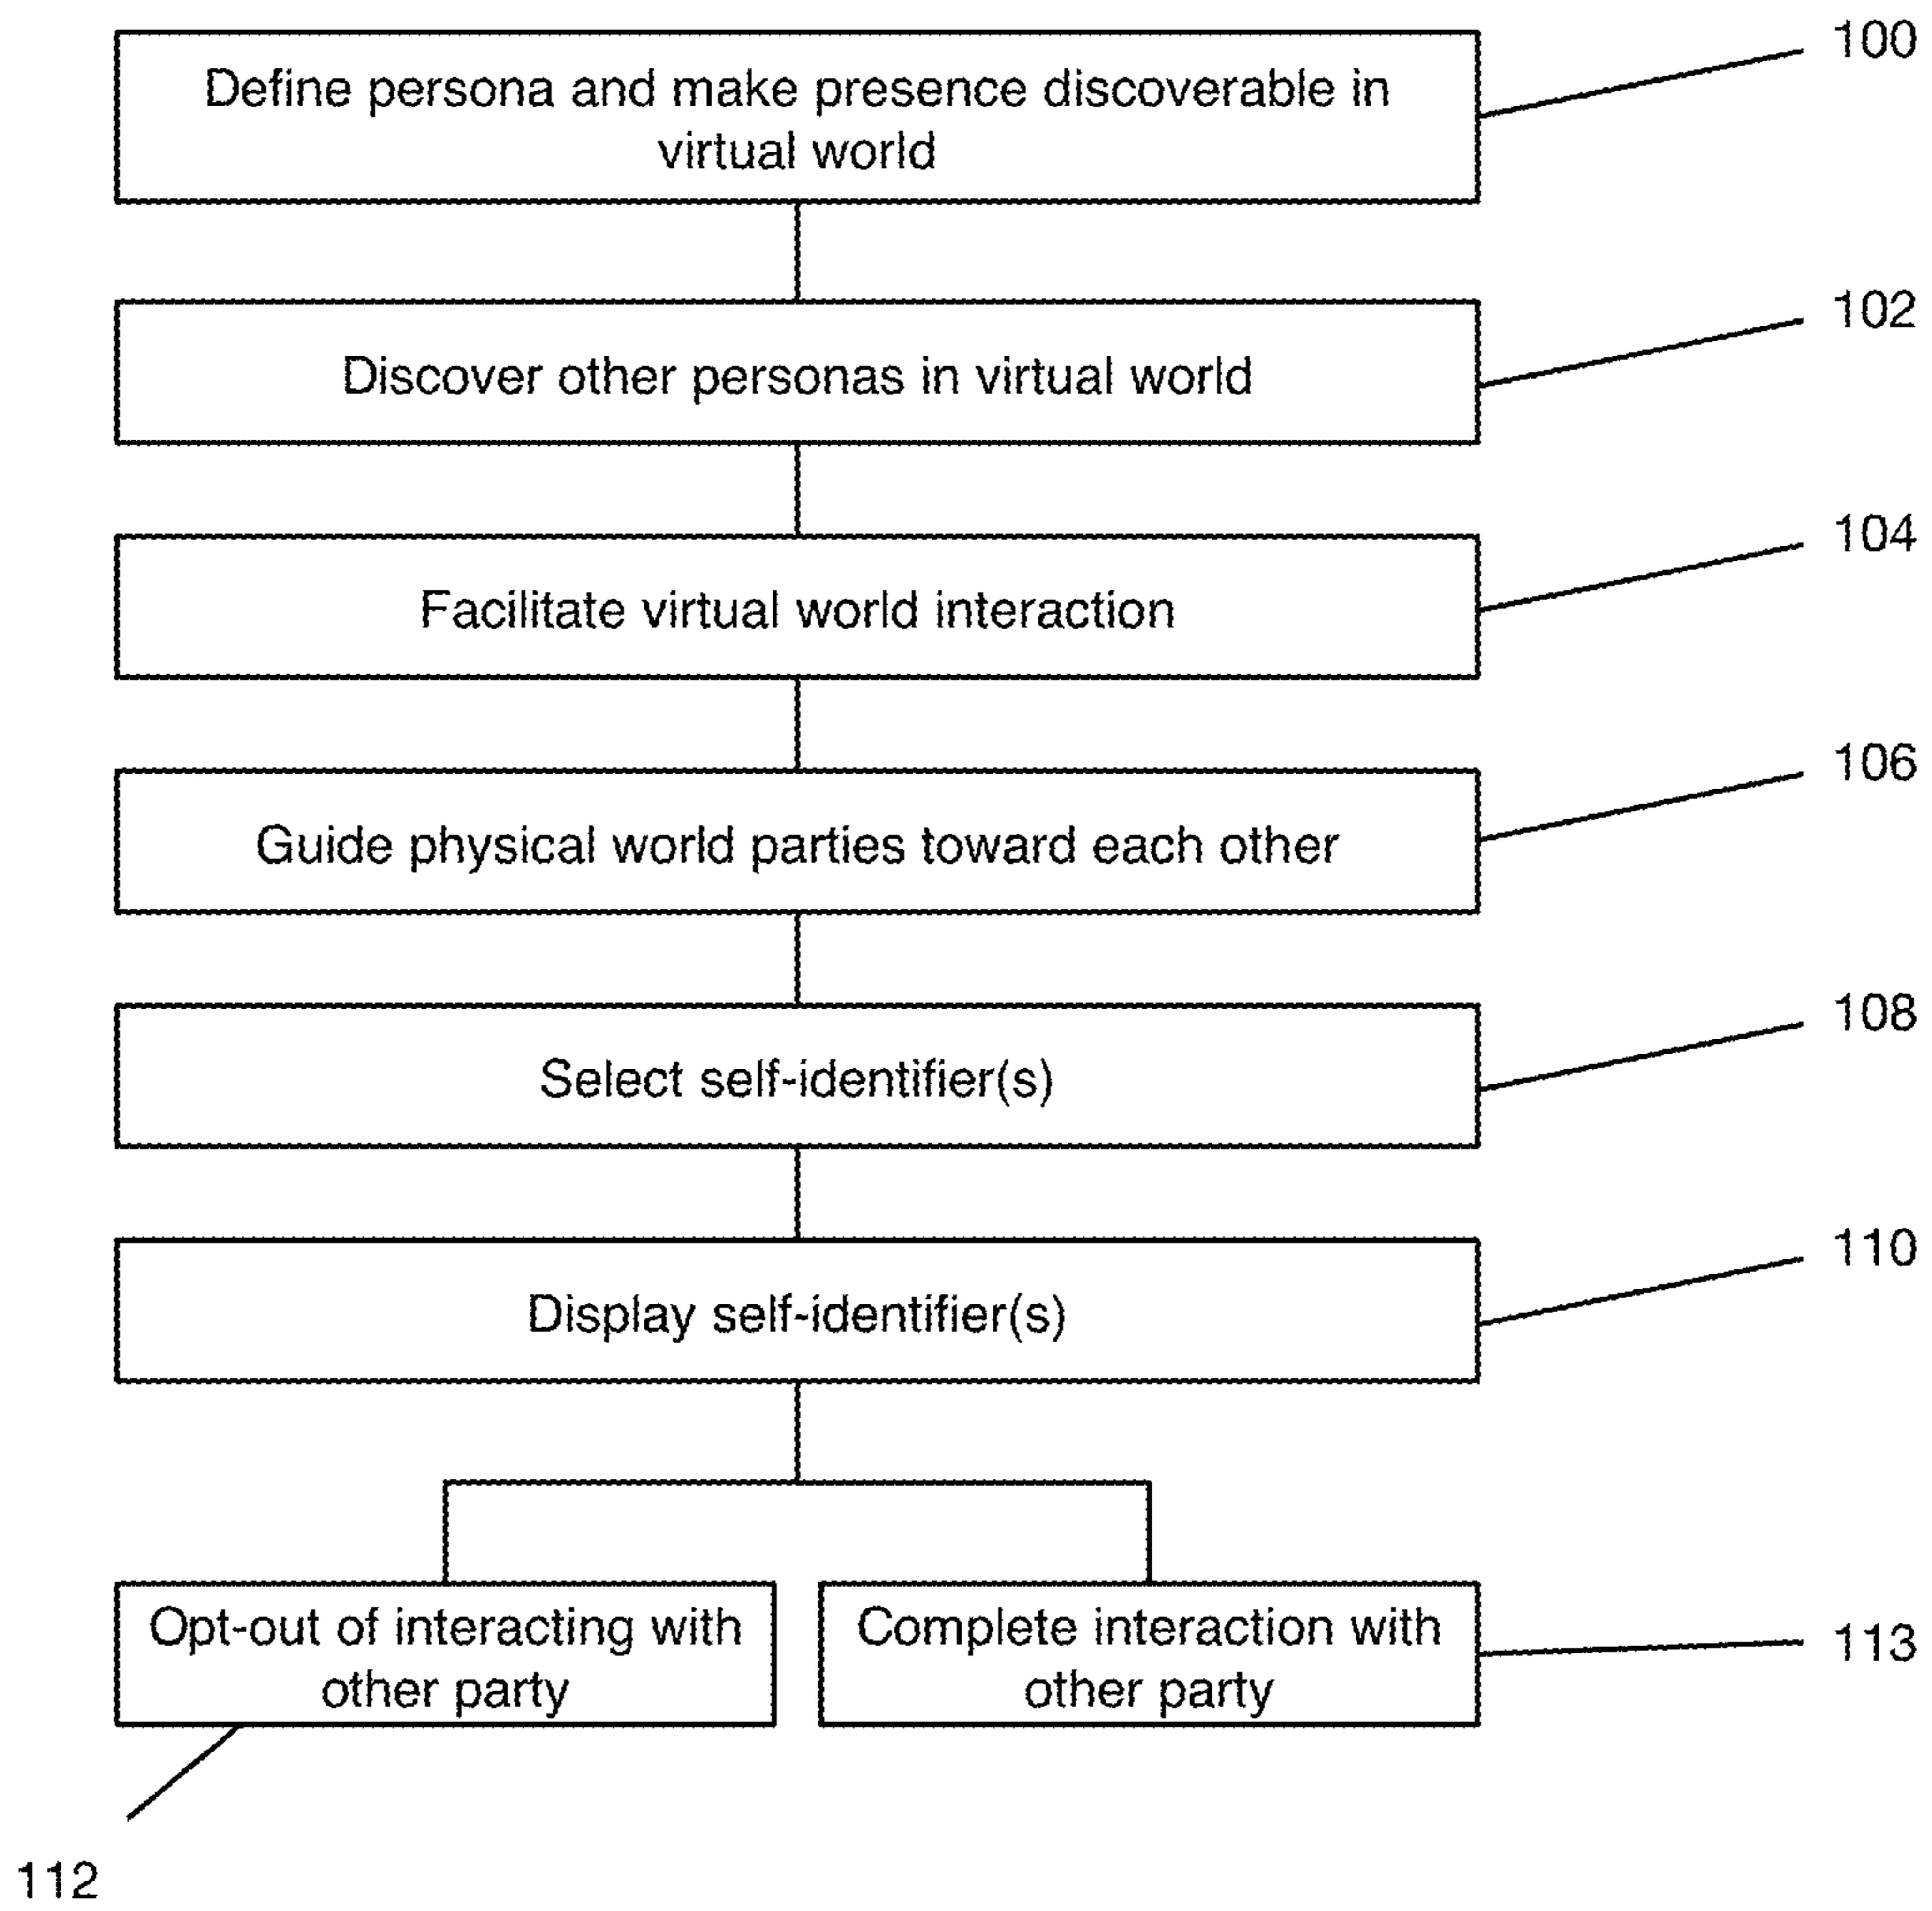 100
Define persona and make presence discoverable in
virtual world
102
Discover other personas in virtual world
104
Facilitate virtual world interaction
106
Guide physical world parties toward each other
108
Select self-identifier(s)
110
Display self-identifier(s)
Opt-out of interacting with
other party
Complete interaction with
other party
113
112